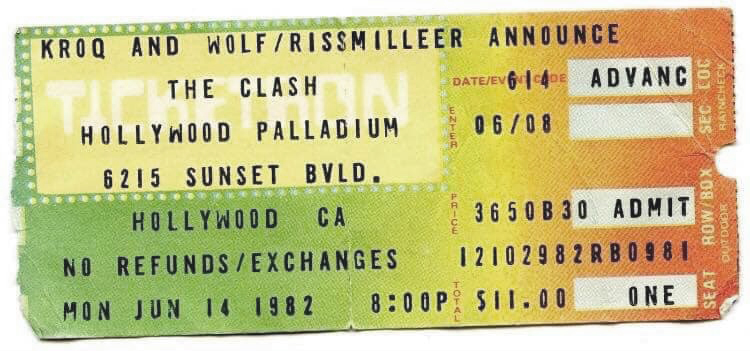 KROQ AND WOLF/RISSMILLEER ANNOUNCE
TICKETRON
THE CLASH
HOLLYWOOD PALLADIUM
6215 SUNSET BVLD.
HOLLYWOOD CA
NO REFUNDS/EXCHANGES
MON JUN 14 1982 8:00P
DATE/EVENT CODE 614 ADVANC
ENTER 06/08
PRICE 3650B30 ADMIT
12102982RB0981
TOTAL $11.00 ONE
SEC LOC
ROW/BOX
SEAT
RAINCHECK
OUTDOOR